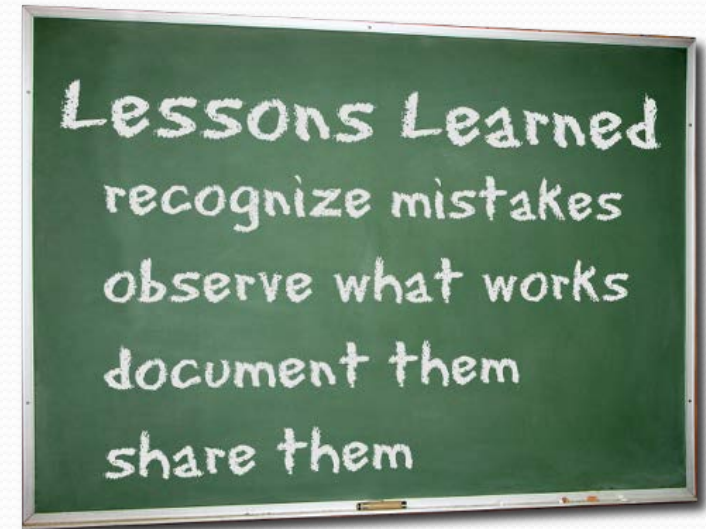 Lessons Learned
recognize mistakes
observe what works
document them
share them